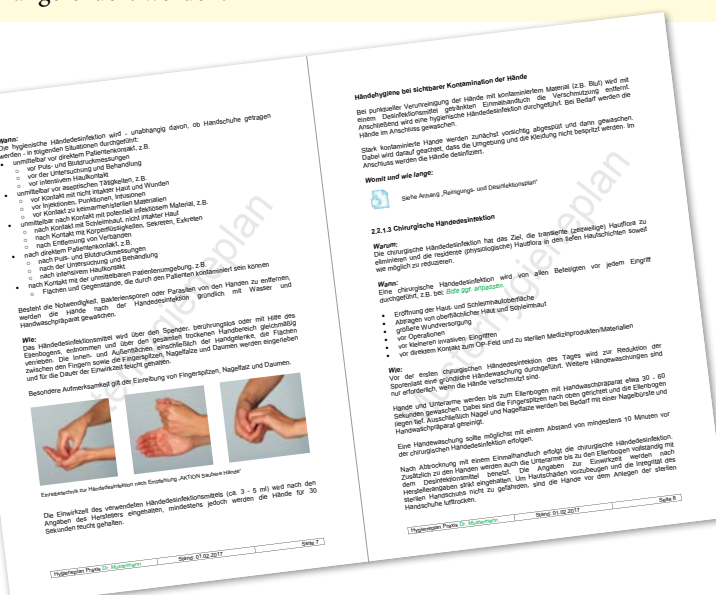 Wann:
Die hygienische Händedesinfektion wird - unabhängig davon, ob Handschuhe getragen
werden - in folgenden Situationen durchgeführt:
• unmittelbar vor direktem Patientenkontakt, z.B.
○ vor Puls- und Blutdruckmessungen
○ vor der Untersuchung und Behandlung
○ vor intensivem Hautkontakt
• unmittelbar vor aseptischen Tätigkeiten, z.B.
○ vor Kontakt mit nicht intakter Haut und Wunden
○ vor Injektionen, Punktionen, Infusionen
○ vor Kontakt zu keimarmen/sterilen Materialien
• unmittelbar nach Kontakt mit potentiell infektiösem Material, z.B.
○ nach Kontakt mit Schleimhaut, nicht intakter Haut
○ nach Kontakt mit Körperflüssigkeiten, Sekreten, Exkreten
○ nach Entfernung von Verbänden
• nach direktem Patientenkontakt, z.B.
○ nach Puls- und Blutdruckmessungen
○ nach der Untersuchung und Behandlung
○ nach intensivem Hautkontakt
• nach Kontakt mit der unmittelbaren Patientenumgebung, z.B.
○ Flächen und Gegenstände, die durch den Patienten kontaminiert sein können
Besteht die Notwendigkeit, Bakteriensporen oder Parasiten von den Händen zu entfernen,
werden die Hände nach der Händedesinfektion gründlich mit Wasser und
Handwaschpräparat gewaschen.
Wie:
Das Händedesinfektionsmittel wird über den Spender, berührungslos oder mit Hilfe des
Ellenbogens, entnommen und über den gesamten trockenen Handbereich gleichmäßig
verrieben. Die Innen- und Außenflächen einschließlich der Handgelenke, die Flächen
zwischen den Fingern sowie die Fingerspitzen, Nagelfalze und Daumen werden eingerieben
und für die Dauer der Einwirkzeit feucht gehalten.
Besondere Aufmerksamkeit gilt der Einreibung von Fingerspitzen, Nagelfalz und Daumen.
Einreibetechnik zur Händedesinfektion nach Empfehlung „AKTION Saubere Hände“
Die Einwirkzeit des verwendeten Händedesinfektionsmittels (ca. 3 - 5 ml) wird nach den
Angaben des Herstellers eingehalten, mindestens jedoch werden die Hände für 30
Sekunden feucht gehalten.
Hygieneplan Praxis Dr. Mustermann Stand: 01.02.2017 Seite 7
Händehygiene bei sichtbarer Kontamination der Hände
Bei punktueller Verunreinigung der Hände mit kontaminiertem Material (z.B. Blut) wird mit
einem Desinfektionsmittel getränkten Einmalhandtuch die Verschmutzung entfernt.
Anschließend wird eine hygienische Händedesinfektion durchgeführt. Bei Bedarf werden die
Hände im Anschluss gewaschen.
Stark kontaminierte Hände werden zunächst vorsichtig abgespült und dann gewaschen.
Dabei wird darauf geachtet, dass die Umgebung und die Kleidung nicht bespritzt werden. Im
Anschluss werden die Hände desinfiziert.
Womit und wie lange:
Siehe Anhang „Reinigungs- und Desinfektionsplan“
2.2.1.3 Chirurgische Händedesinfektion
Warum:
Die chirurgische Händedesinfektion hat das Ziel, die transiente (zeitweilige) Hautflora zu
eliminieren und die residente (physiologische) Hautflora in den tiefen Hautschichten soweit
wie möglich zu reduzieren.
Wann:
Eine chirurgische Händedesinfektion wird von allen Beteiligten vor jedem Eingriff
durchgeführt, z.B. bei: Bitte ggf. anpassen
• Eröffnung der Haut- und Schleimhautoberfläche
• Abtragen von oberflächlicher Haut und Schleimhaut
• größere Wundversorgung
• vor Operationen
• vor kleineren invasiven Eingriffen
• vor direktem Kontakt zum Op-Feld und zu sterilen Medizinprodukten/Materialien
Wie:
Vor der ersten chirurgischen Händedesinfektion des Tages wird zur Reduktion der
Sporenlast eine gründliche Händewaschung durchgeführt. Weitere Händewaschungen sind
nur erforderlich, wenn die Hände verschmutzt sind.
Hände und Unterarme werden bis zum Ellenbogen mit Handwaschpräparat etwa 30 - 60
Sekunden gewaschen. Dabei sind die Fingerspitzen nach oben gerichtet und die Ellenbogen
liegen tief. Ausschließlich Nägel und Nagelfalze werden bei Bedarf mit einer Nagelbürste und
Handwaschpräparat gereinigt.
Eine Handwaschung sollte möglichst mit einem Abstand von mindestens 10 Minuten vor
der chirurgischen Händedesinfektion erfolgen.
Nach Abtrocknung mit einem Einmalhandtuch erfolgt die chirurgische Händedesinfektion.
Zusätzlich zu den Händen werden auch die Unterarme bis zu den Ellenbogen vollständig mit
dem Desinfektionsmittel benetzt. Die Angaben zur Einwirkzeit werden nach
Herstellerangaben strikt eingehalten. Um Hautschäden vorzubeugen und die Integrität des
sterilen Handschuhs nicht zu gefährden, sind die Hände vor dem Anlegen der sterilen
Handschuhe lufttrocken.
Hygieneplan Praxis Dr. Mustermann Stand: 01.02.2017 Seite 8